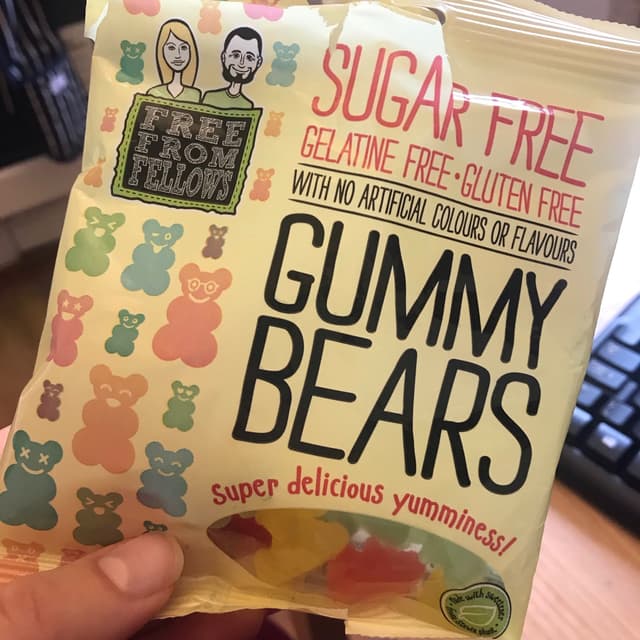 FREE
FROM
FELLOWS
SUGAR FREE
GELATINE FREE • GLUTEN FREE
WITH NO ARTIFICIAL COLOURS OR FLAVOURS
GUMMY
BEARS
super delicious yumminess!
with